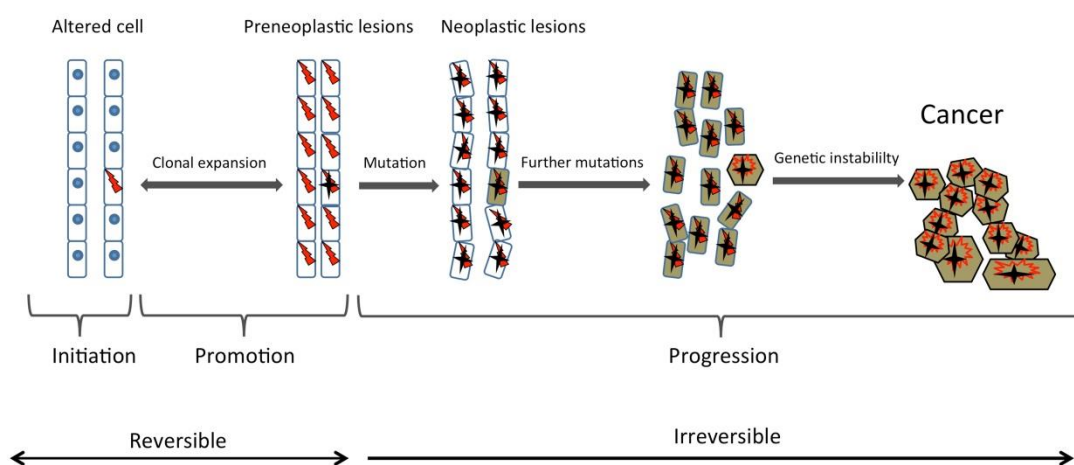 Altered cell
Preneoplastic lesions
Neoplastic lesions
Cancer
Clonal expansion
Mutation
Further mutations
Genetic instabililty
Initiation
Promotion
Progression
Reversible
Irreversible